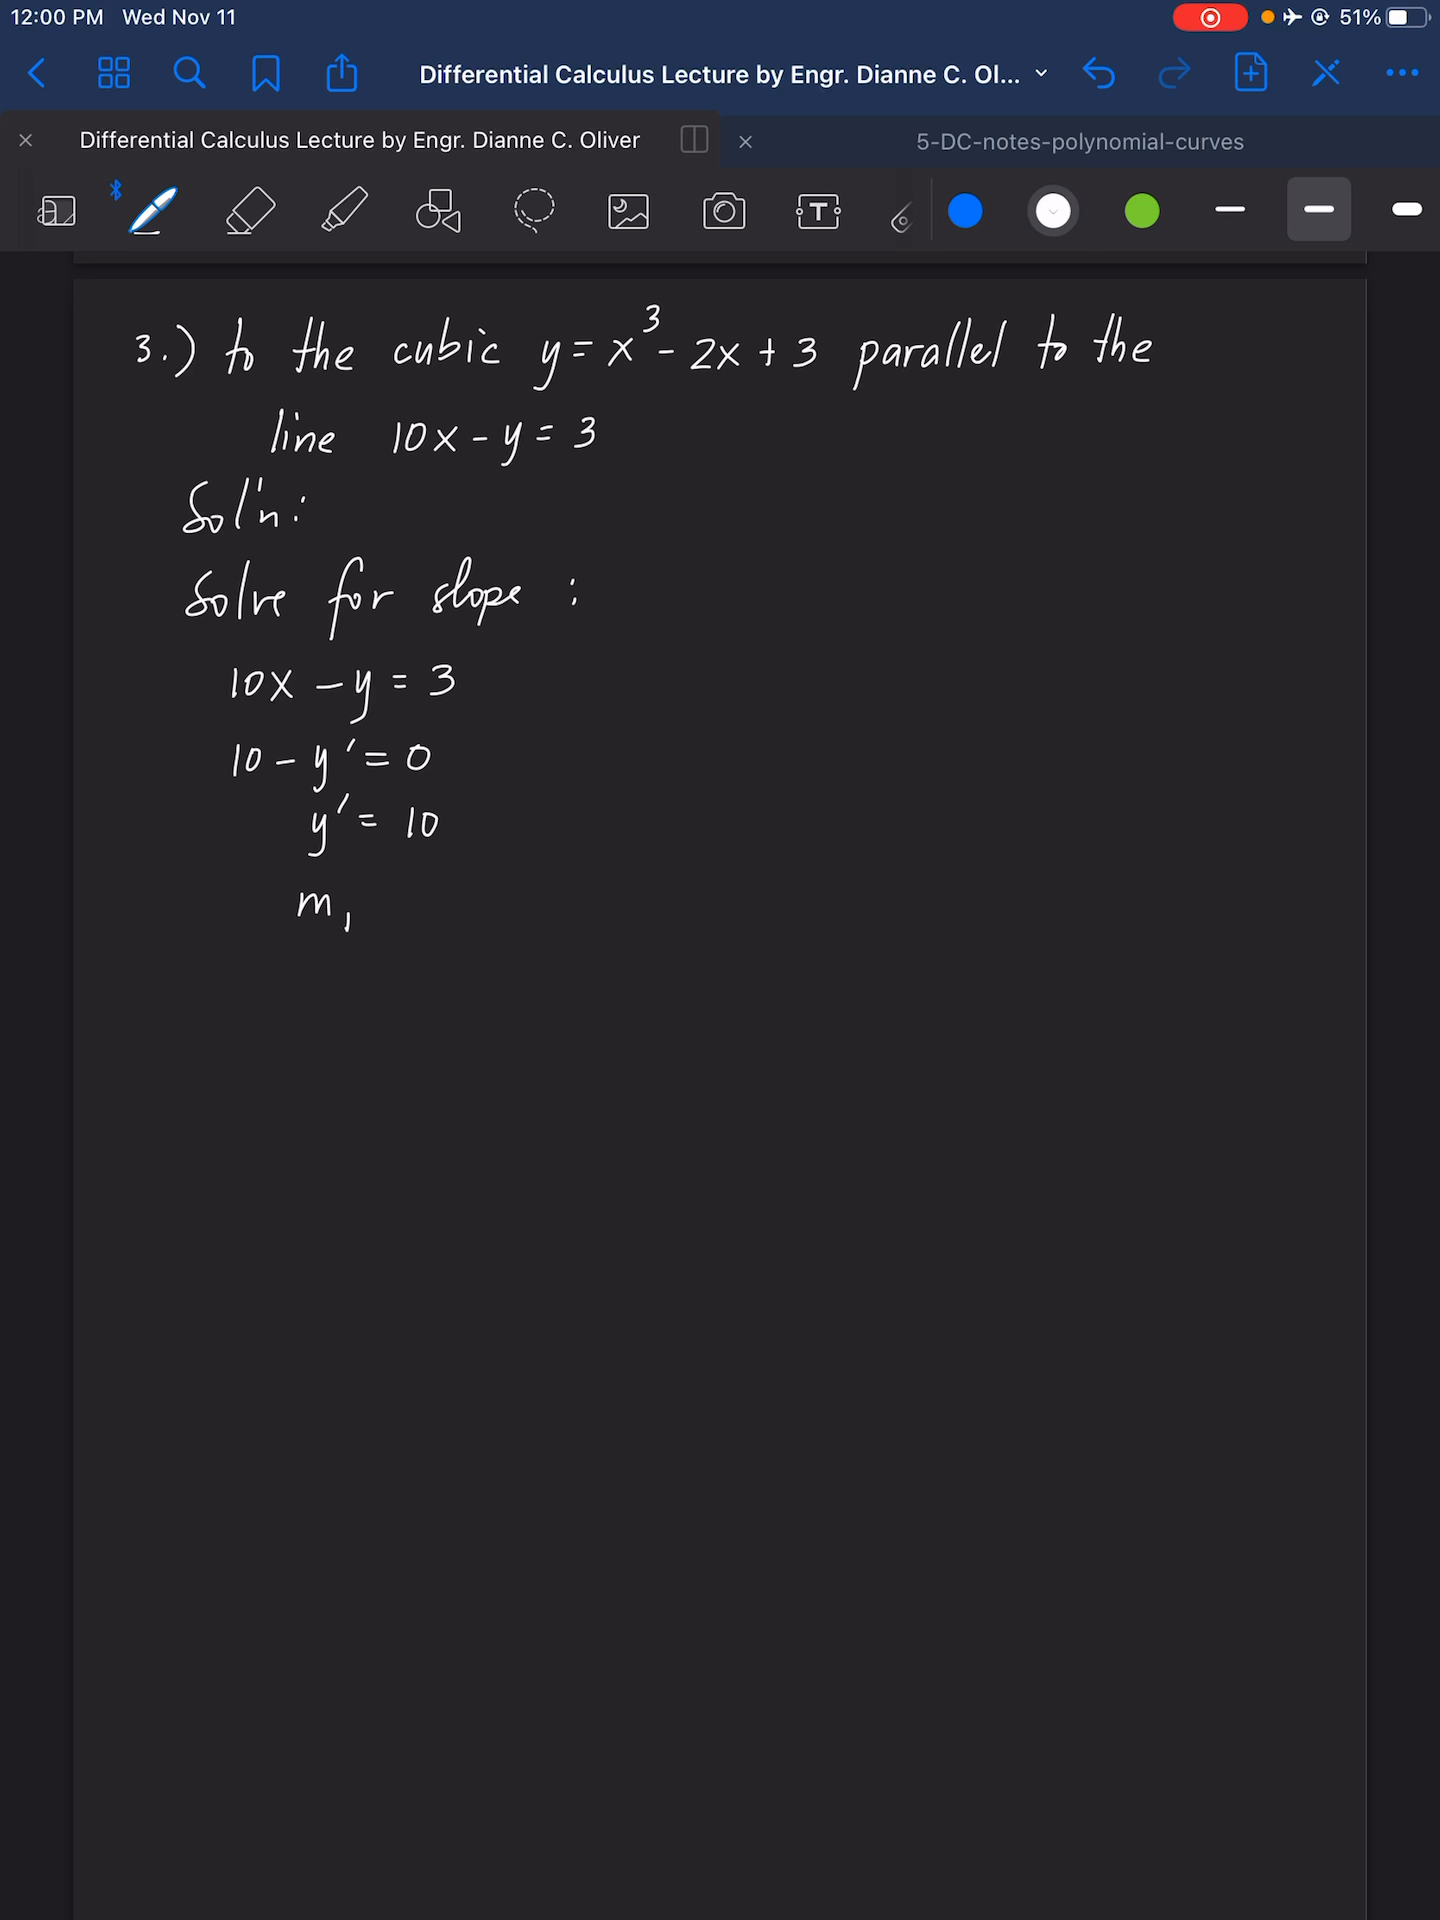 12:00 PM Wed Nov 11 51%
Differential Calculus Lecture by Engr. Dianne C. Ol...
Differential Calculus Lecture by Engr. Dianne C. Oliver 5-DC-notes-polynomial-curves
3.) to the cubic y = x³ - 2x + 3 parallel to the
line 10x - y = 3
Sol'n:
Solve for slope :
10x - y = 3
10 - y' = 0
y' = 10
m₁